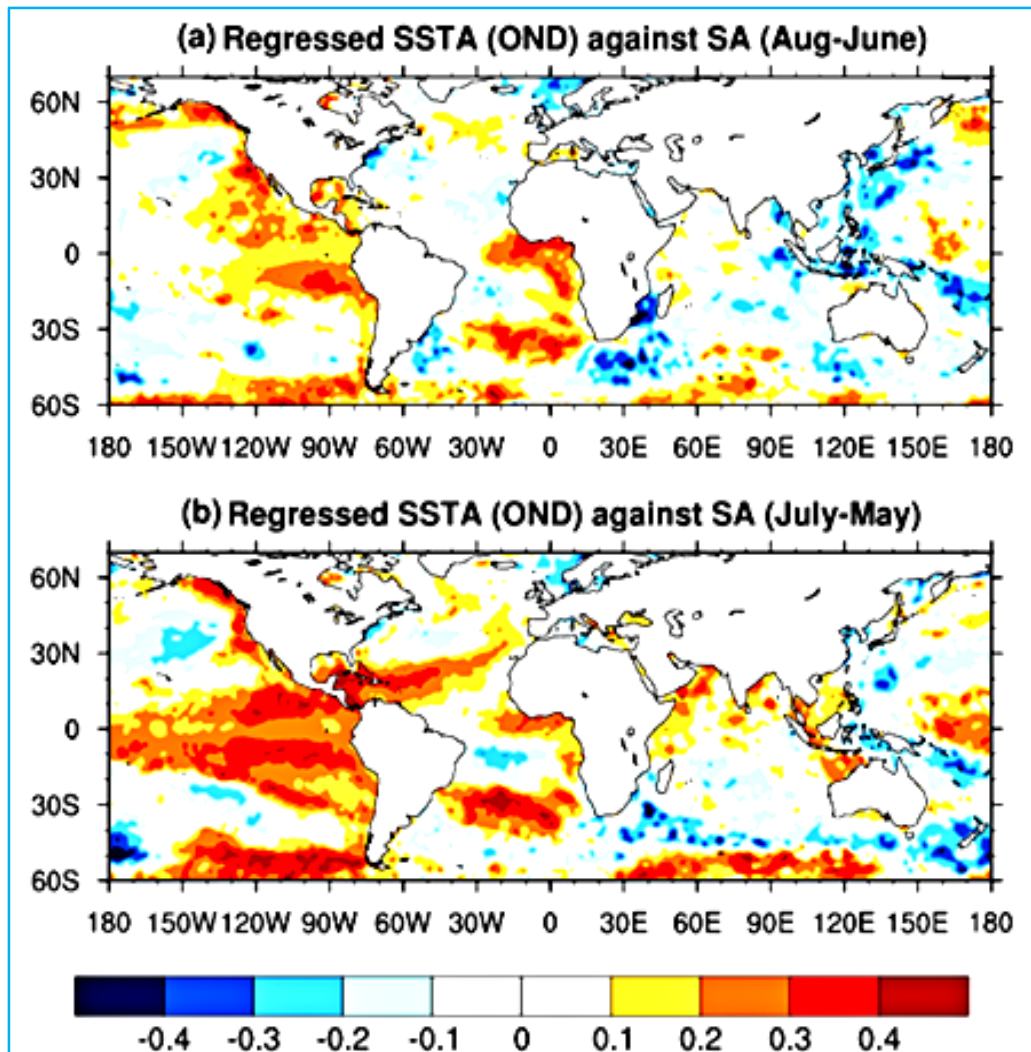 (a) Regressed SSTA (OND) against SA (Aug-June)
60N
30N
0
30S
60S
180 150W 120W 90W 60W 30W 0 30E 60E 90E 120E 150E 180
(b) Regressed SSTA (OND) against SA (July-May)
60N
30N
0
30S
60S
180 150W 120W 90W 60W 30W 0 30E 60E 90E 120E 150E 180
-0.4 -0.3 -0.2 -0.1 0 0.1 0.2 0.3 0.4